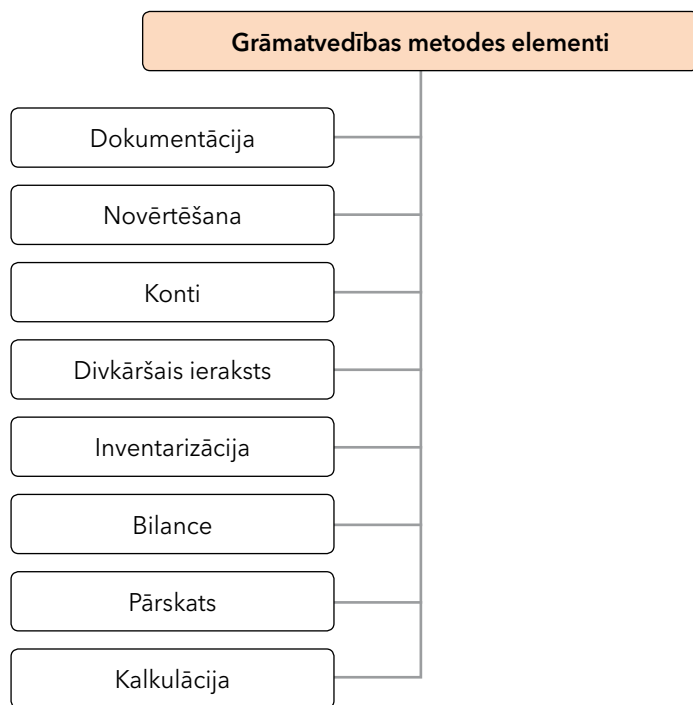 Grāmatvedības metodes elementi
Dokumentācija
Novērtēšana
Konti
Divkāršais ieraksts
Inventarizācija
Bilance
Pārskats
Kalkulācija